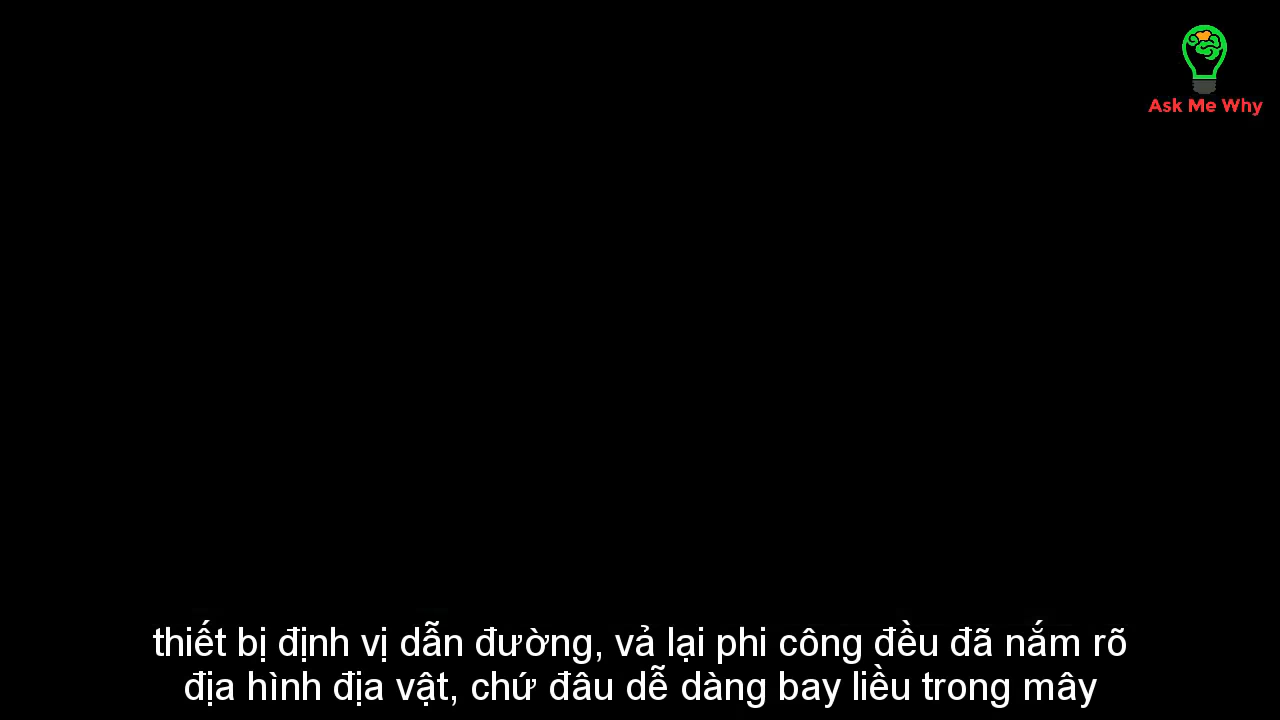 Ask Me Why
thiết bị định vị dẫn đường, vả lại phi công đều đã nắm rõ
địa hình địa vật, chứ đâu dễ dàng bay liều trong mây